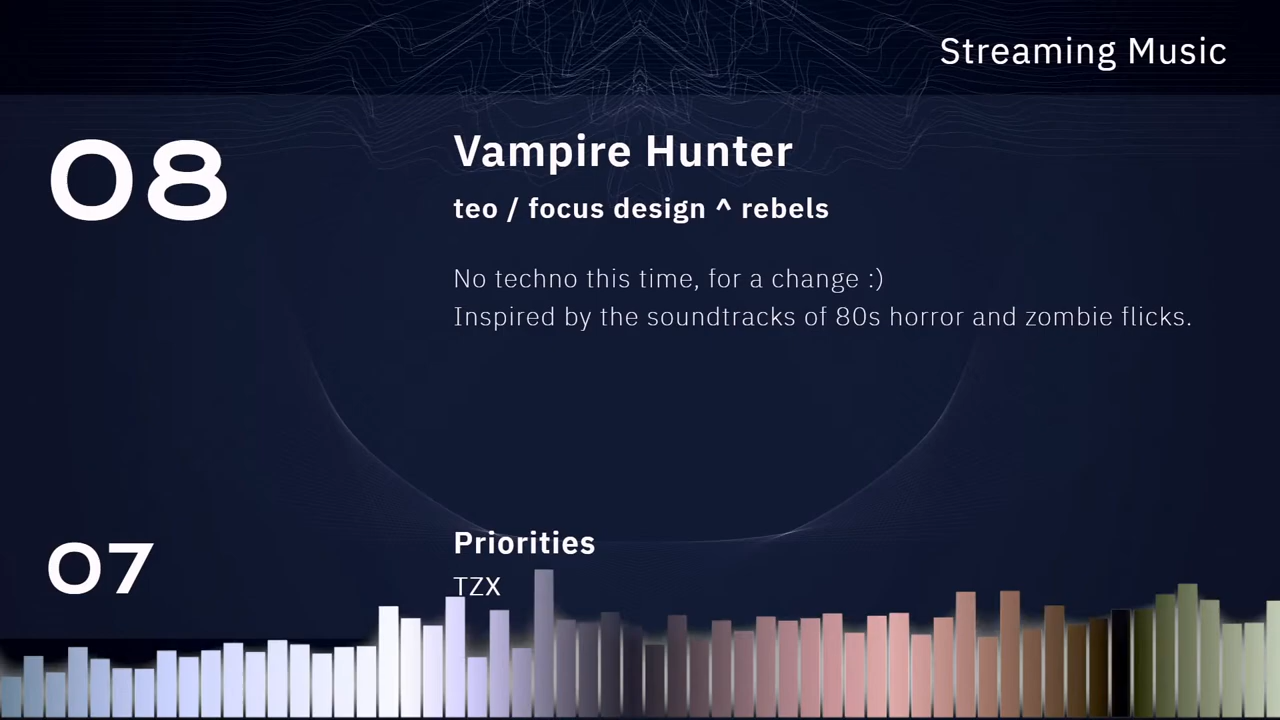 Streaming Music
08
Vampire Hunter
teo / focus design ^ rebels
No techno this time, for a change :)
Inspired by the soundtracks of 80s horror and zombie flicks.
07
Priorities
TZX